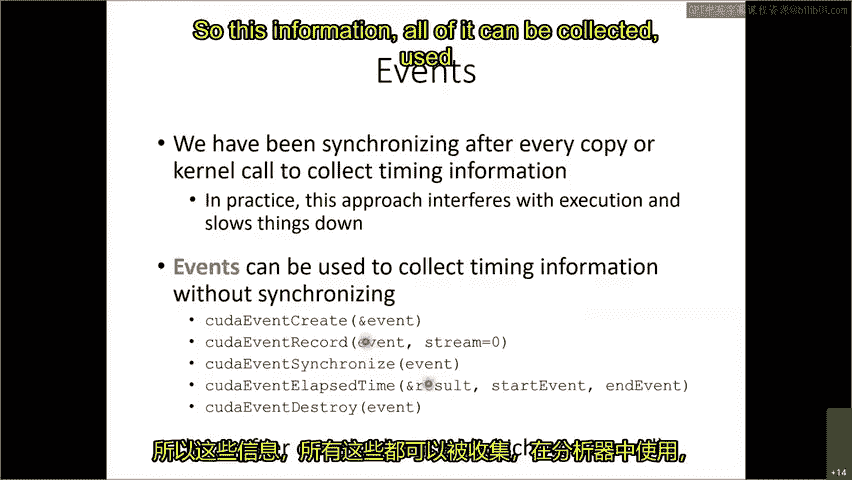 So this information, all of it can be collected,
used
Events
• We have been synchronizing after every copy or
kernel call to collect timing information
• In practice, this approach interferes with execution and
slows things down
• Events can be used to collect timing information
without synchronizing
• cudaEventCreate(&event)
• cudaEventRecord(event, stream=0)
• cudaEventSynchronize(event)
• cudaEventElapsedTime(&result, startEvent, endEvent)
• cudaEventDestroy(event)
所以这些信息，所有这些都可以被收集，在分析器中使用，
+14